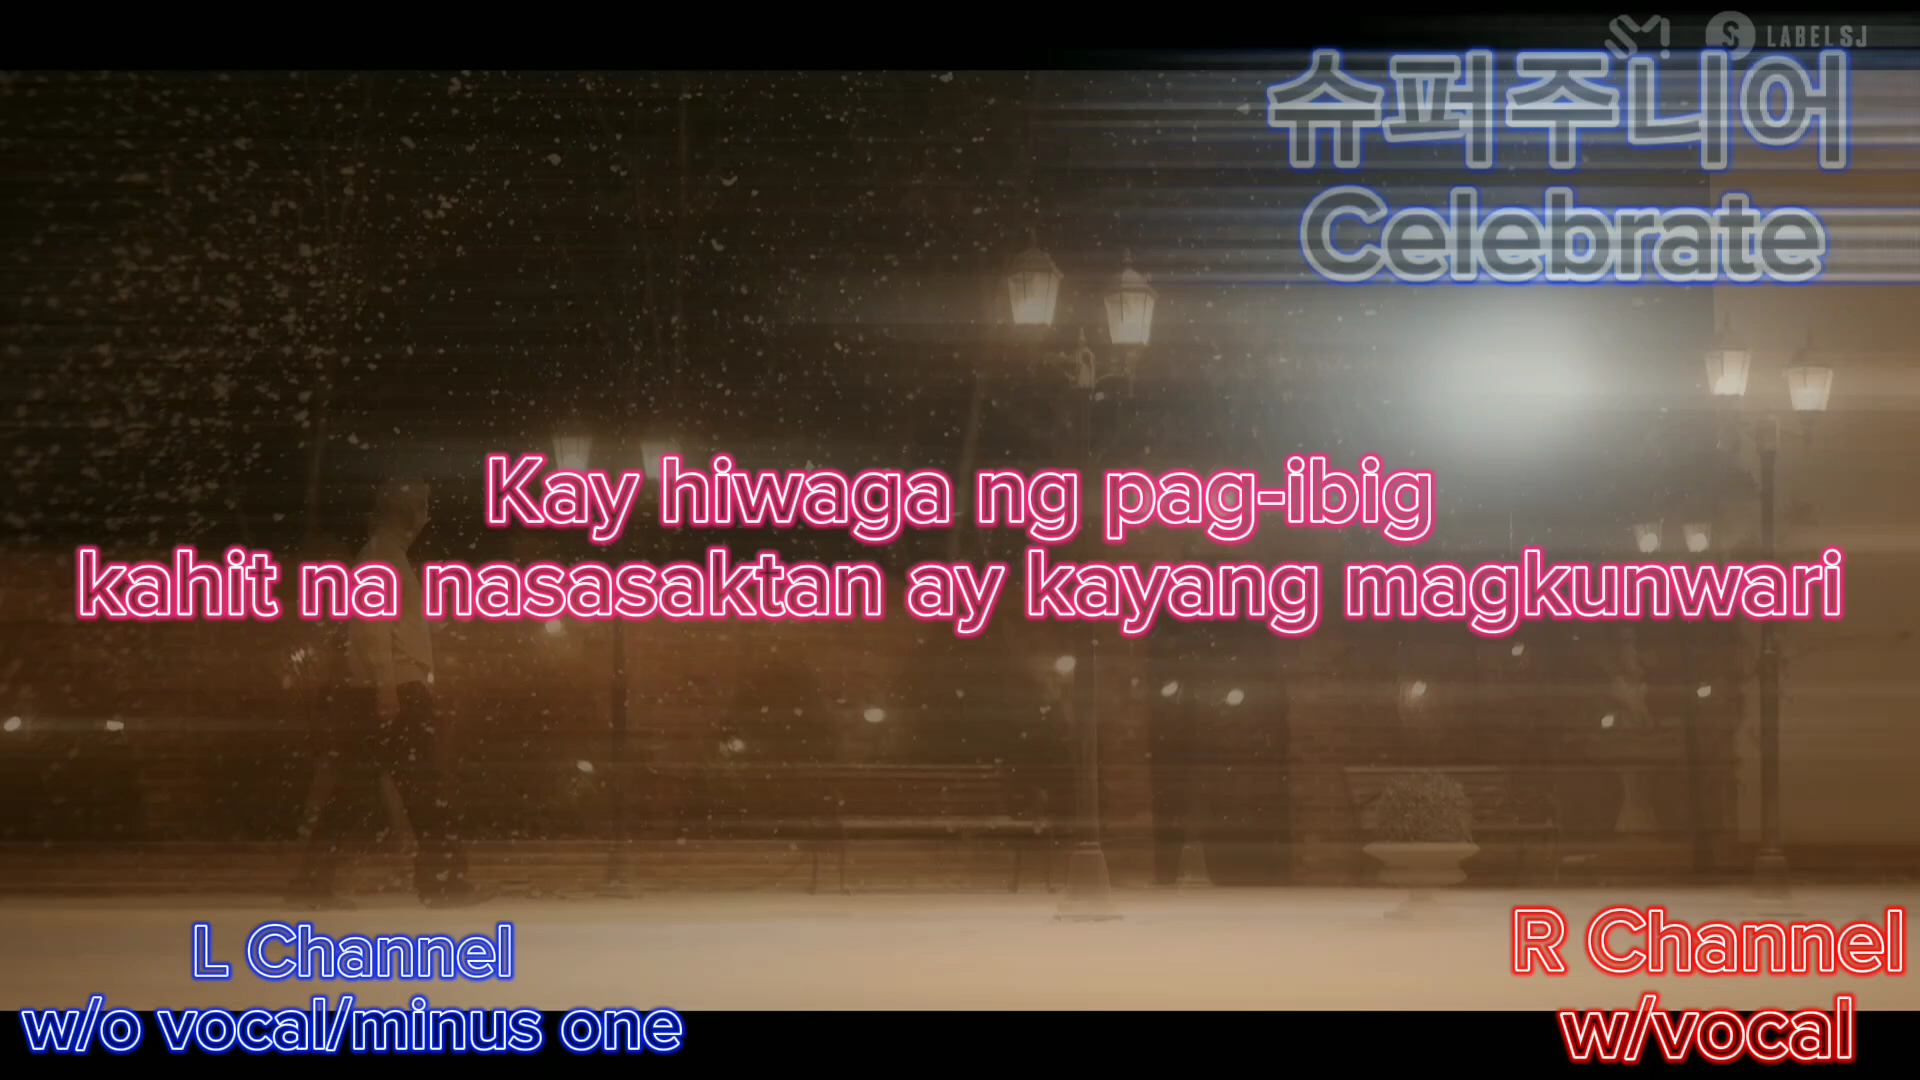 SM!
S LABEL SJ
슈퍼주니어
Celebrate
Kay hiwaga ng pag-ibig
kahit na nasasaktan ay kayang magkunwari
L Channel
w/o vocal/minus one
R Channel
w/vocal